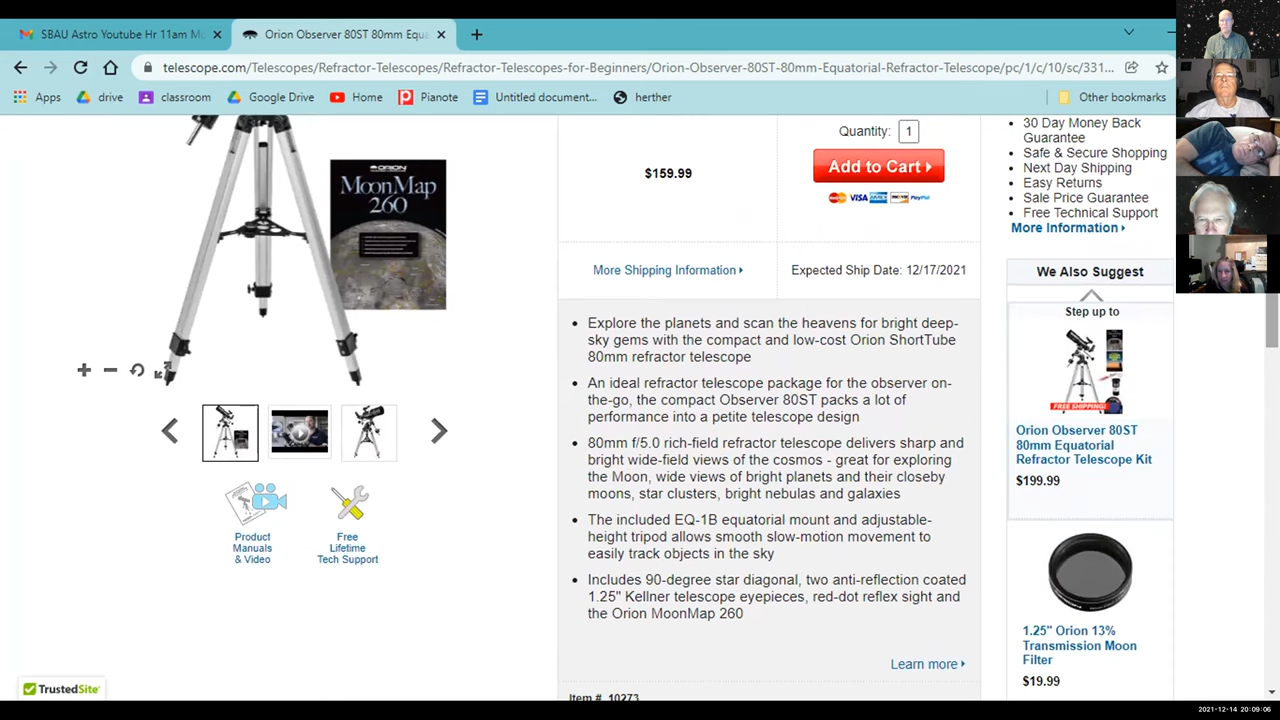 SBAU Astro Youtube Hr 11am Mo
Orion Observer 80ST 80mm Equa
telescope.com/Telescopes/Refractor-Telescopes/Refractor-Telescopes-for-Beginners/Orion-Observer-80ST-80mm-Equatorial-Refractor-Telescope/pc/1/c/10/sc/331...
Apps
drive
classroom
Google Drive
Home
Pianote
Untitled document...
herther
Other bookmarks
ORION
MoonMap
260
$159.99
Quantity: 1
Add to Cart
VISA
PayPal
More Shipping Information
Expected Ship Date: 12/17/2021
Explore the planets and scan the heavens for bright deep-
sky gems with the compact and low-cost Orion ShortTube
80mm refractor telescope
An ideal refractor telescope package for the observer on-
the-go, the compact Observer 80ST packs a lot of
performance into a petite telescope design
80mm f/5.0 rich-field refractor telescope delivers sharp and
bright wide-field views of the cosmos - great for exploring
the Moon, wide views of bright planets and their closeby
moons, star clusters, bright nebulas and galaxies
The included EQ-1B equatorial mount and adjustable-
height tripod allows smooth slow-motion movement to
easily track objects in the sky
Includes 90-degree star diagonal, two anti-reflection coated
1.25" Kellner telescope eyepieces, red-dot reflex sight and
the Orion MoonMap 260
Learn more
Item # 10273
Product
Manuals
& Video
Free
Lifetime
Tech Support
TrustedSite
30 Day Money Back
Guarantee
Safe & Secure Shopping
Next Day Shipping
Easy Returns
Sale Price Guarantee
Free Technical Support
More Information
We Also Suggest
Step up to
FREE SHIPPING!
Orion Observer 80ST
80mm Equatorial
Refractor Telescope Kit
$199.99
1.25" Orion 13%
Transmission Moon
Filter
$19.99
2021-12-14 20:09:06